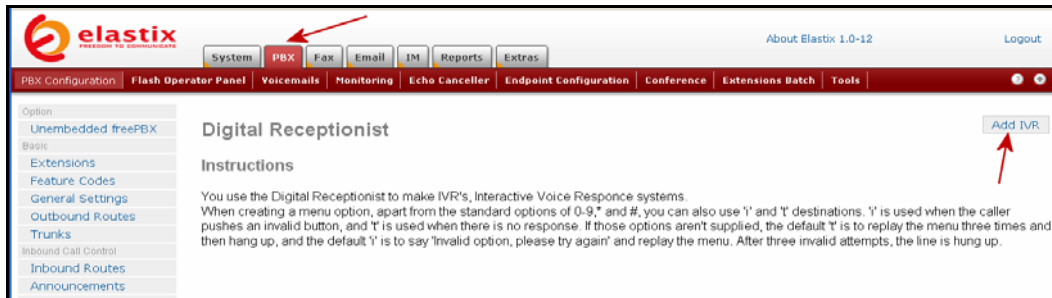 elastix
FREEDOM TO COMMUNICATE
About Elastix 1.0-12
Logout
System PBX Fax Email IM Reports Extras
PBX Configuration Flash Operator Panel Voicemails Monitoring Echo Canceller Endpoint Configuration Conference Extensions Batch Tools
Option
Unembedded freePBX
Basic
Extensions
Feature Codes
General Settings
Outbound Routes
Trunks
Inbound Call Control
Inbound Routes
Announcements
Digital Receptionist
Add IVR
Instructions
You use the Digital Receptionist to make IVR's, Interactive Voice Responce systems.
When creating a menu option, apart from the standard options of 0-9,* and #, you can also use 'i' and 't' destinations. 'i' is used when the caller
pushes an invalid button, and 't' is used when there is no response. If those options aren't supplied, the default 't' is to replay the menu three times and
then hang up, and the default 'i' is to say 'Invalid option, please try again' and replay the menu. After three invalid attempts, the line is hung up.